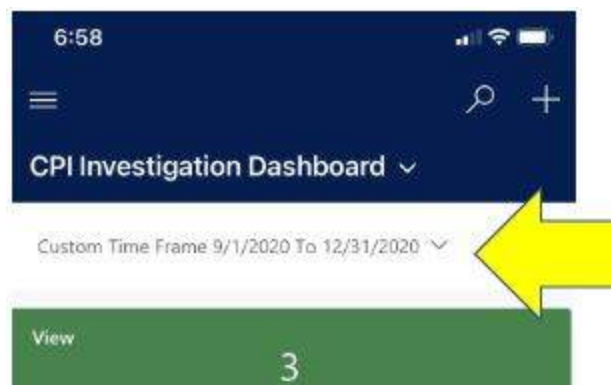 6:58
CPI Investigation Dashboard
Custom Time Frame 9/1/2020 To 12/31/2020
View
3